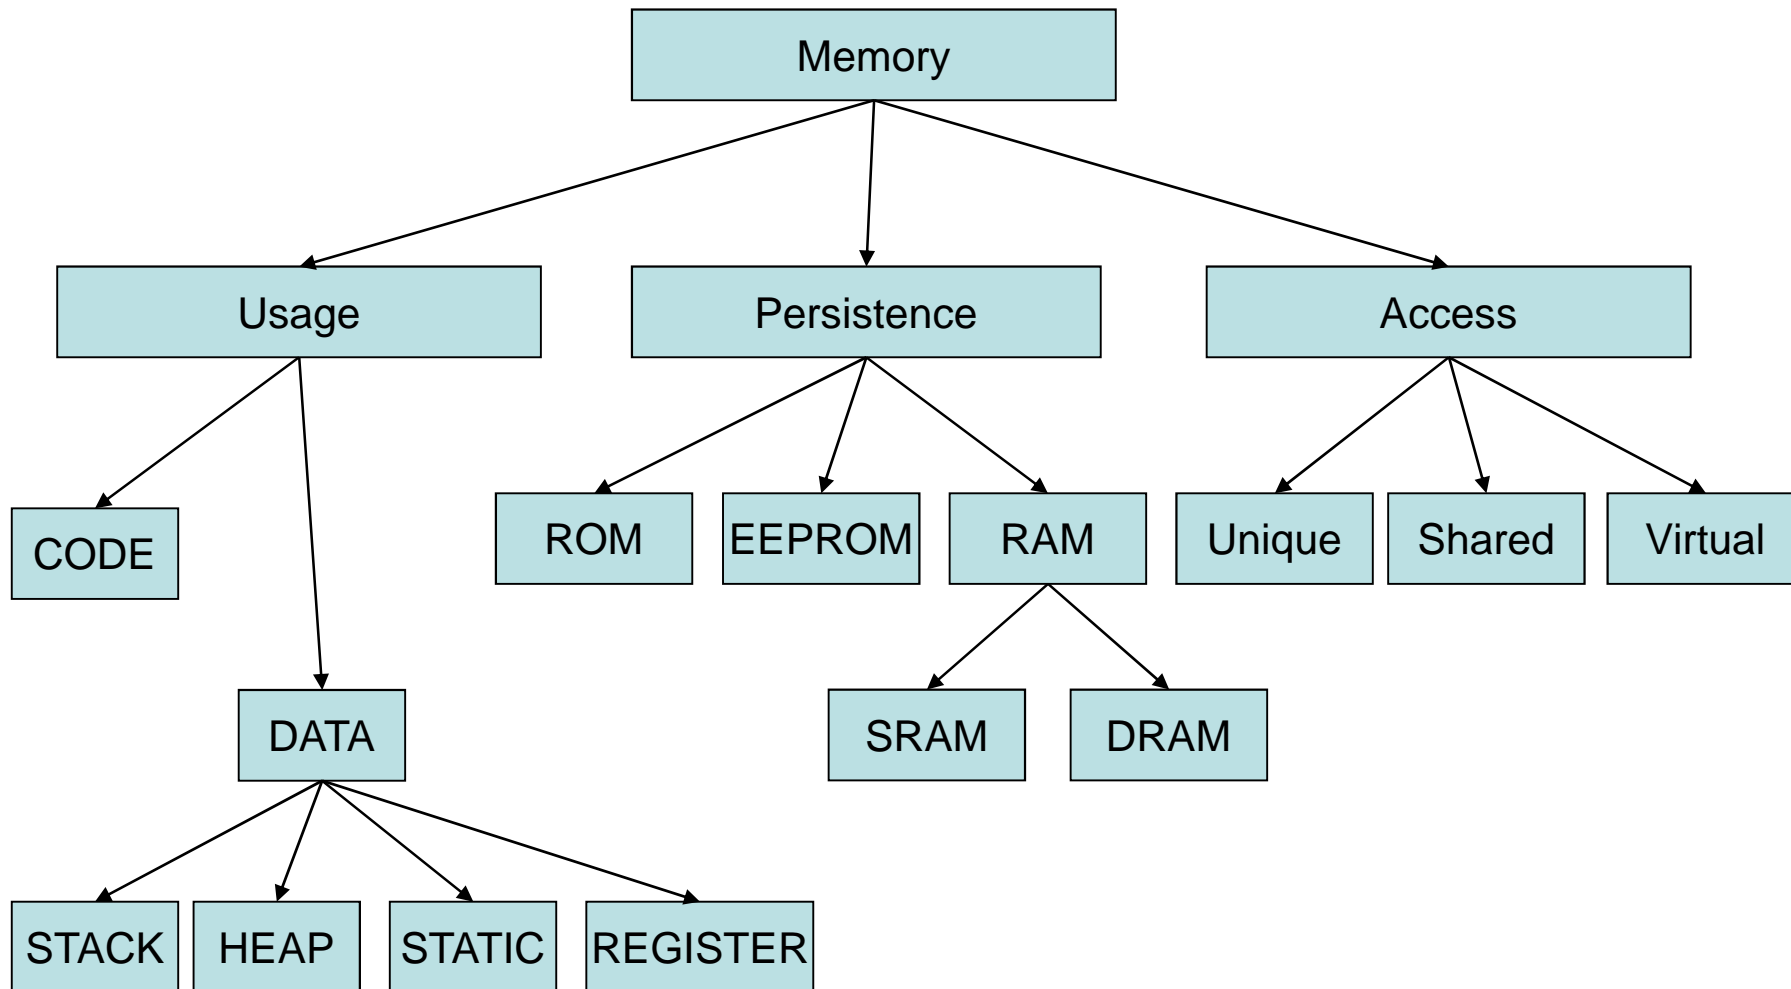 Memory
Usage
Persistence
Access
CODE
ROM
EEPROM
RAM
Unique
Shared
Virtual
DATA
SRAM
DRAM
STACK
HEAP
STATIC
REGISTER